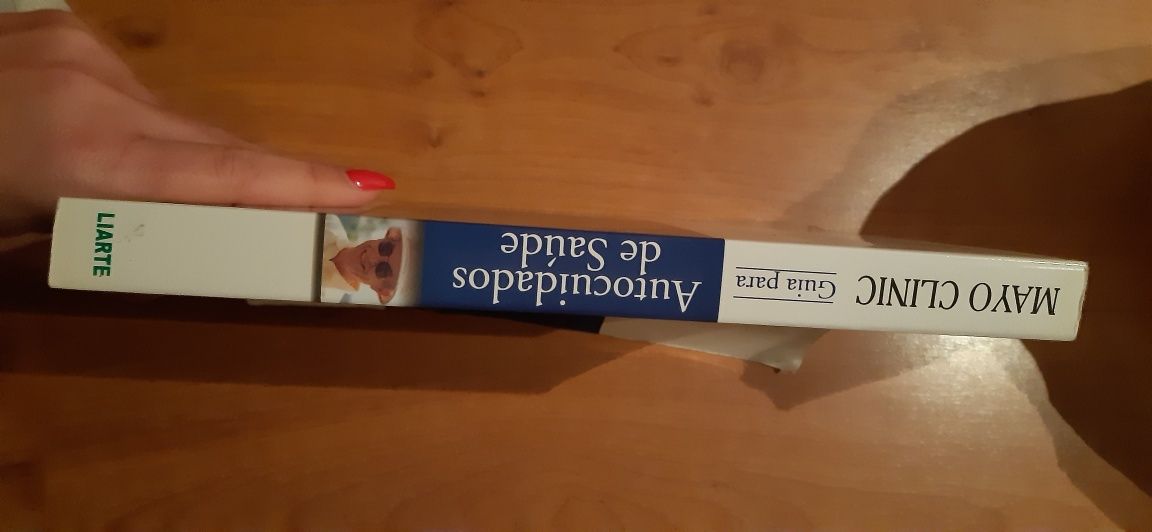 MAYO CLINIC
Guia para
Autocuidados
de Saúde
LIARTE